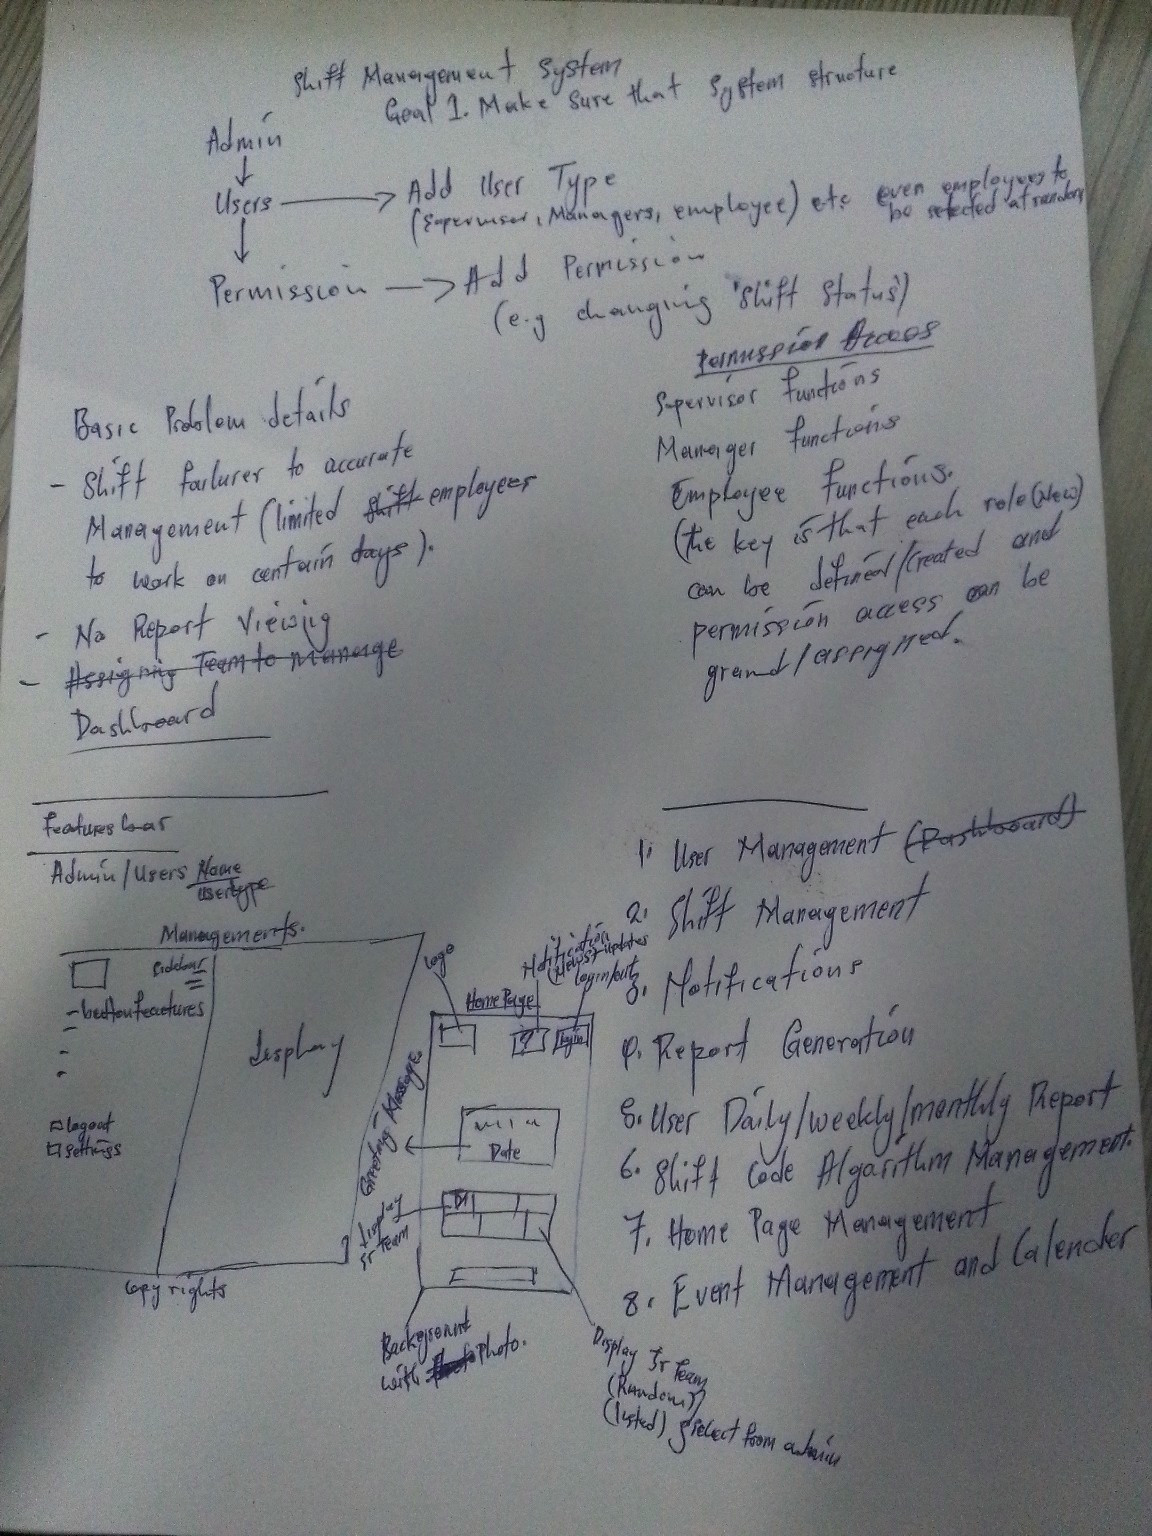 Shift Management System
Goal 1. Make sure that system structure
Admin
Users → Add User Type
(Supervisor, Managers, employee) etc even employees to
be selected at random
Permission → Add Permission
(e.g changing 'Shift Status')
Permission Access
Supervisor functions
Manager functions
Employee functions.
(the key is that each role (New)
can be defined/created and
permission access can be
grand/assigned.
Basic Problem details
- Shift failurer to accurate
Management (limited shift employees
to work on certain days).
- No Report Viewing
- Assigning Team to manage
Dashboard
Features bar
Admin/Users Name
usertype
Managements.
sidebar
display
logout
settings
Copy rights
logo
Notification
login/out
Home Page
login
Greeting Message
Date
display
Team
Background
with Photo.
Display Team
(Random)
(listed) select from admin
1. User Management (Dashboard)
2. Shift Management
3. Notifications
4. Report Generation
5. User Daily/weekly/monthly Report
6. Shift Code Algorithm Management.
7. Home Page Management
8. Event Management and Calender